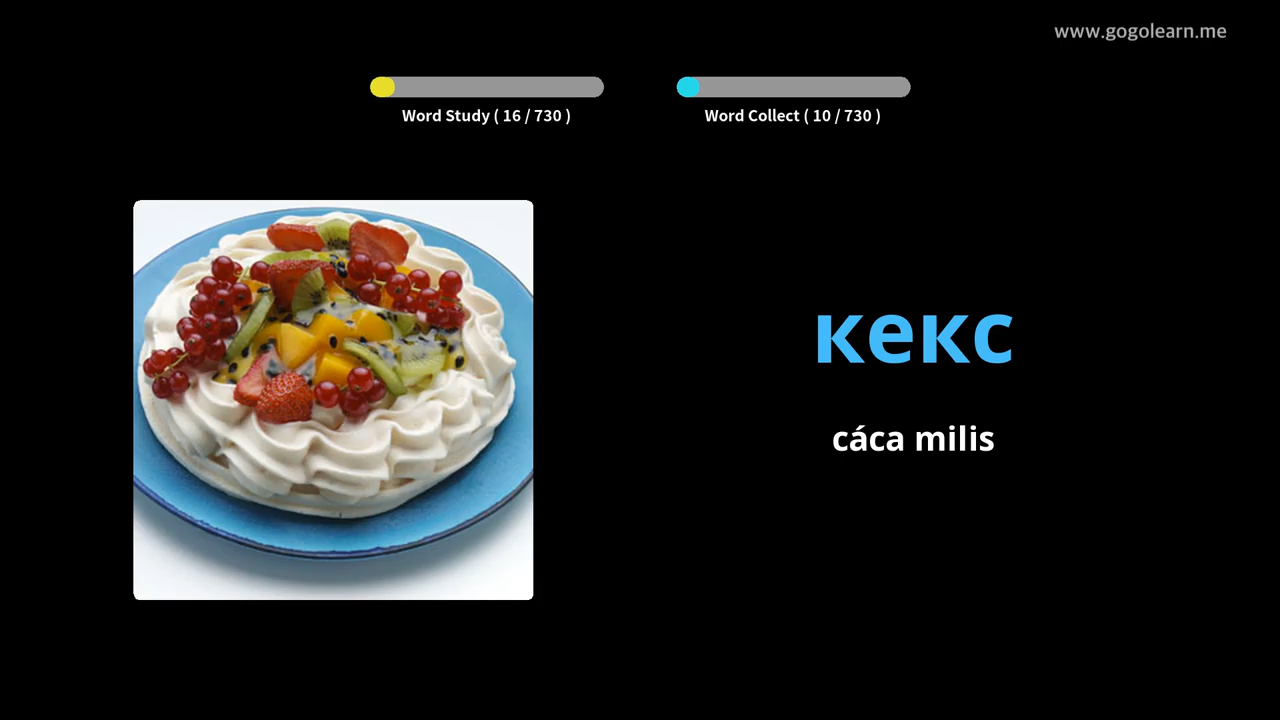 www.gogolearn.me
Word Study ( 16 / 730 )
Word Collect ( 10 / 730 )
кекс
cáca milis